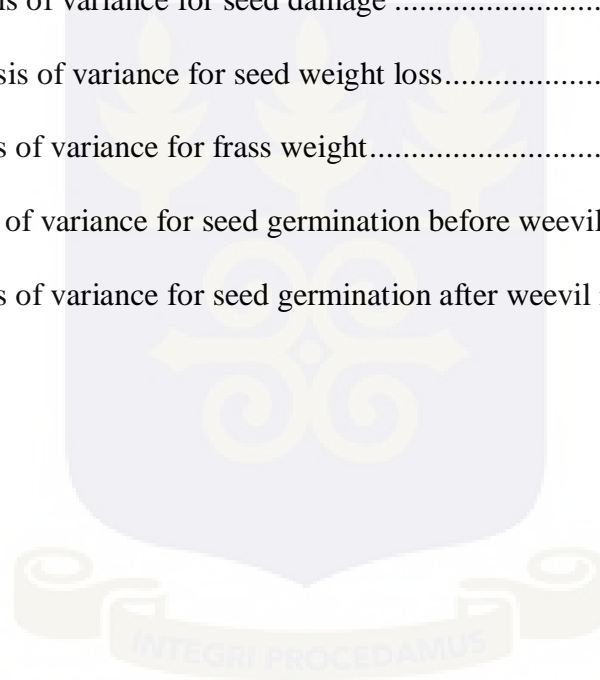 is of variance for seed damage ....................
sis of variance for seed weight loss....................
s of variance for frass weight.............................
of variance for seed germination before weevil
s of variance for seed germination after weevil
INTEGRI PROCEDAMUS